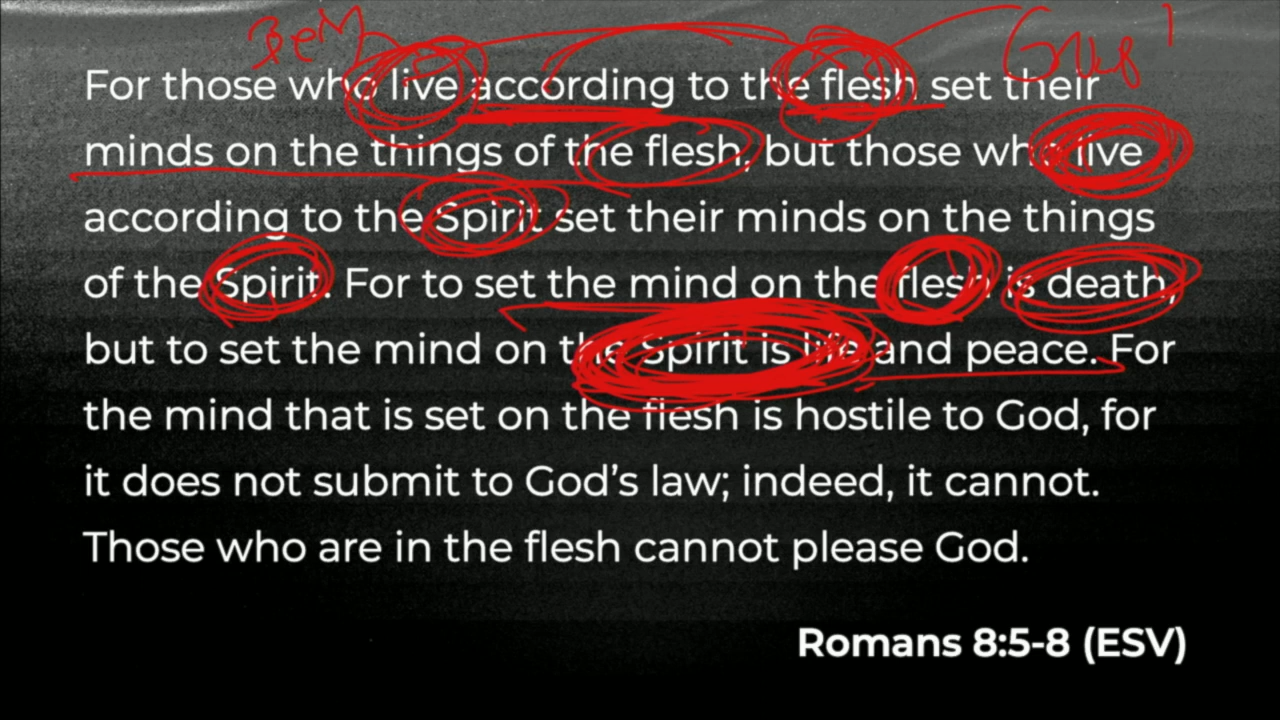 For those who live according to the flesh set their
minds on the things of the flesh, but those who live
according to the Spirit set their minds on the things
of the Spirit. For to set the mind on the flesh is death,
but to set the mind on the Spirit is life and peace. For
the mind that is set on the flesh is hostile to God, for
it does not submit to God’s law; indeed, it cannot.
Those who are in the flesh cannot please God.
Romans 8:5-8 (ESV)